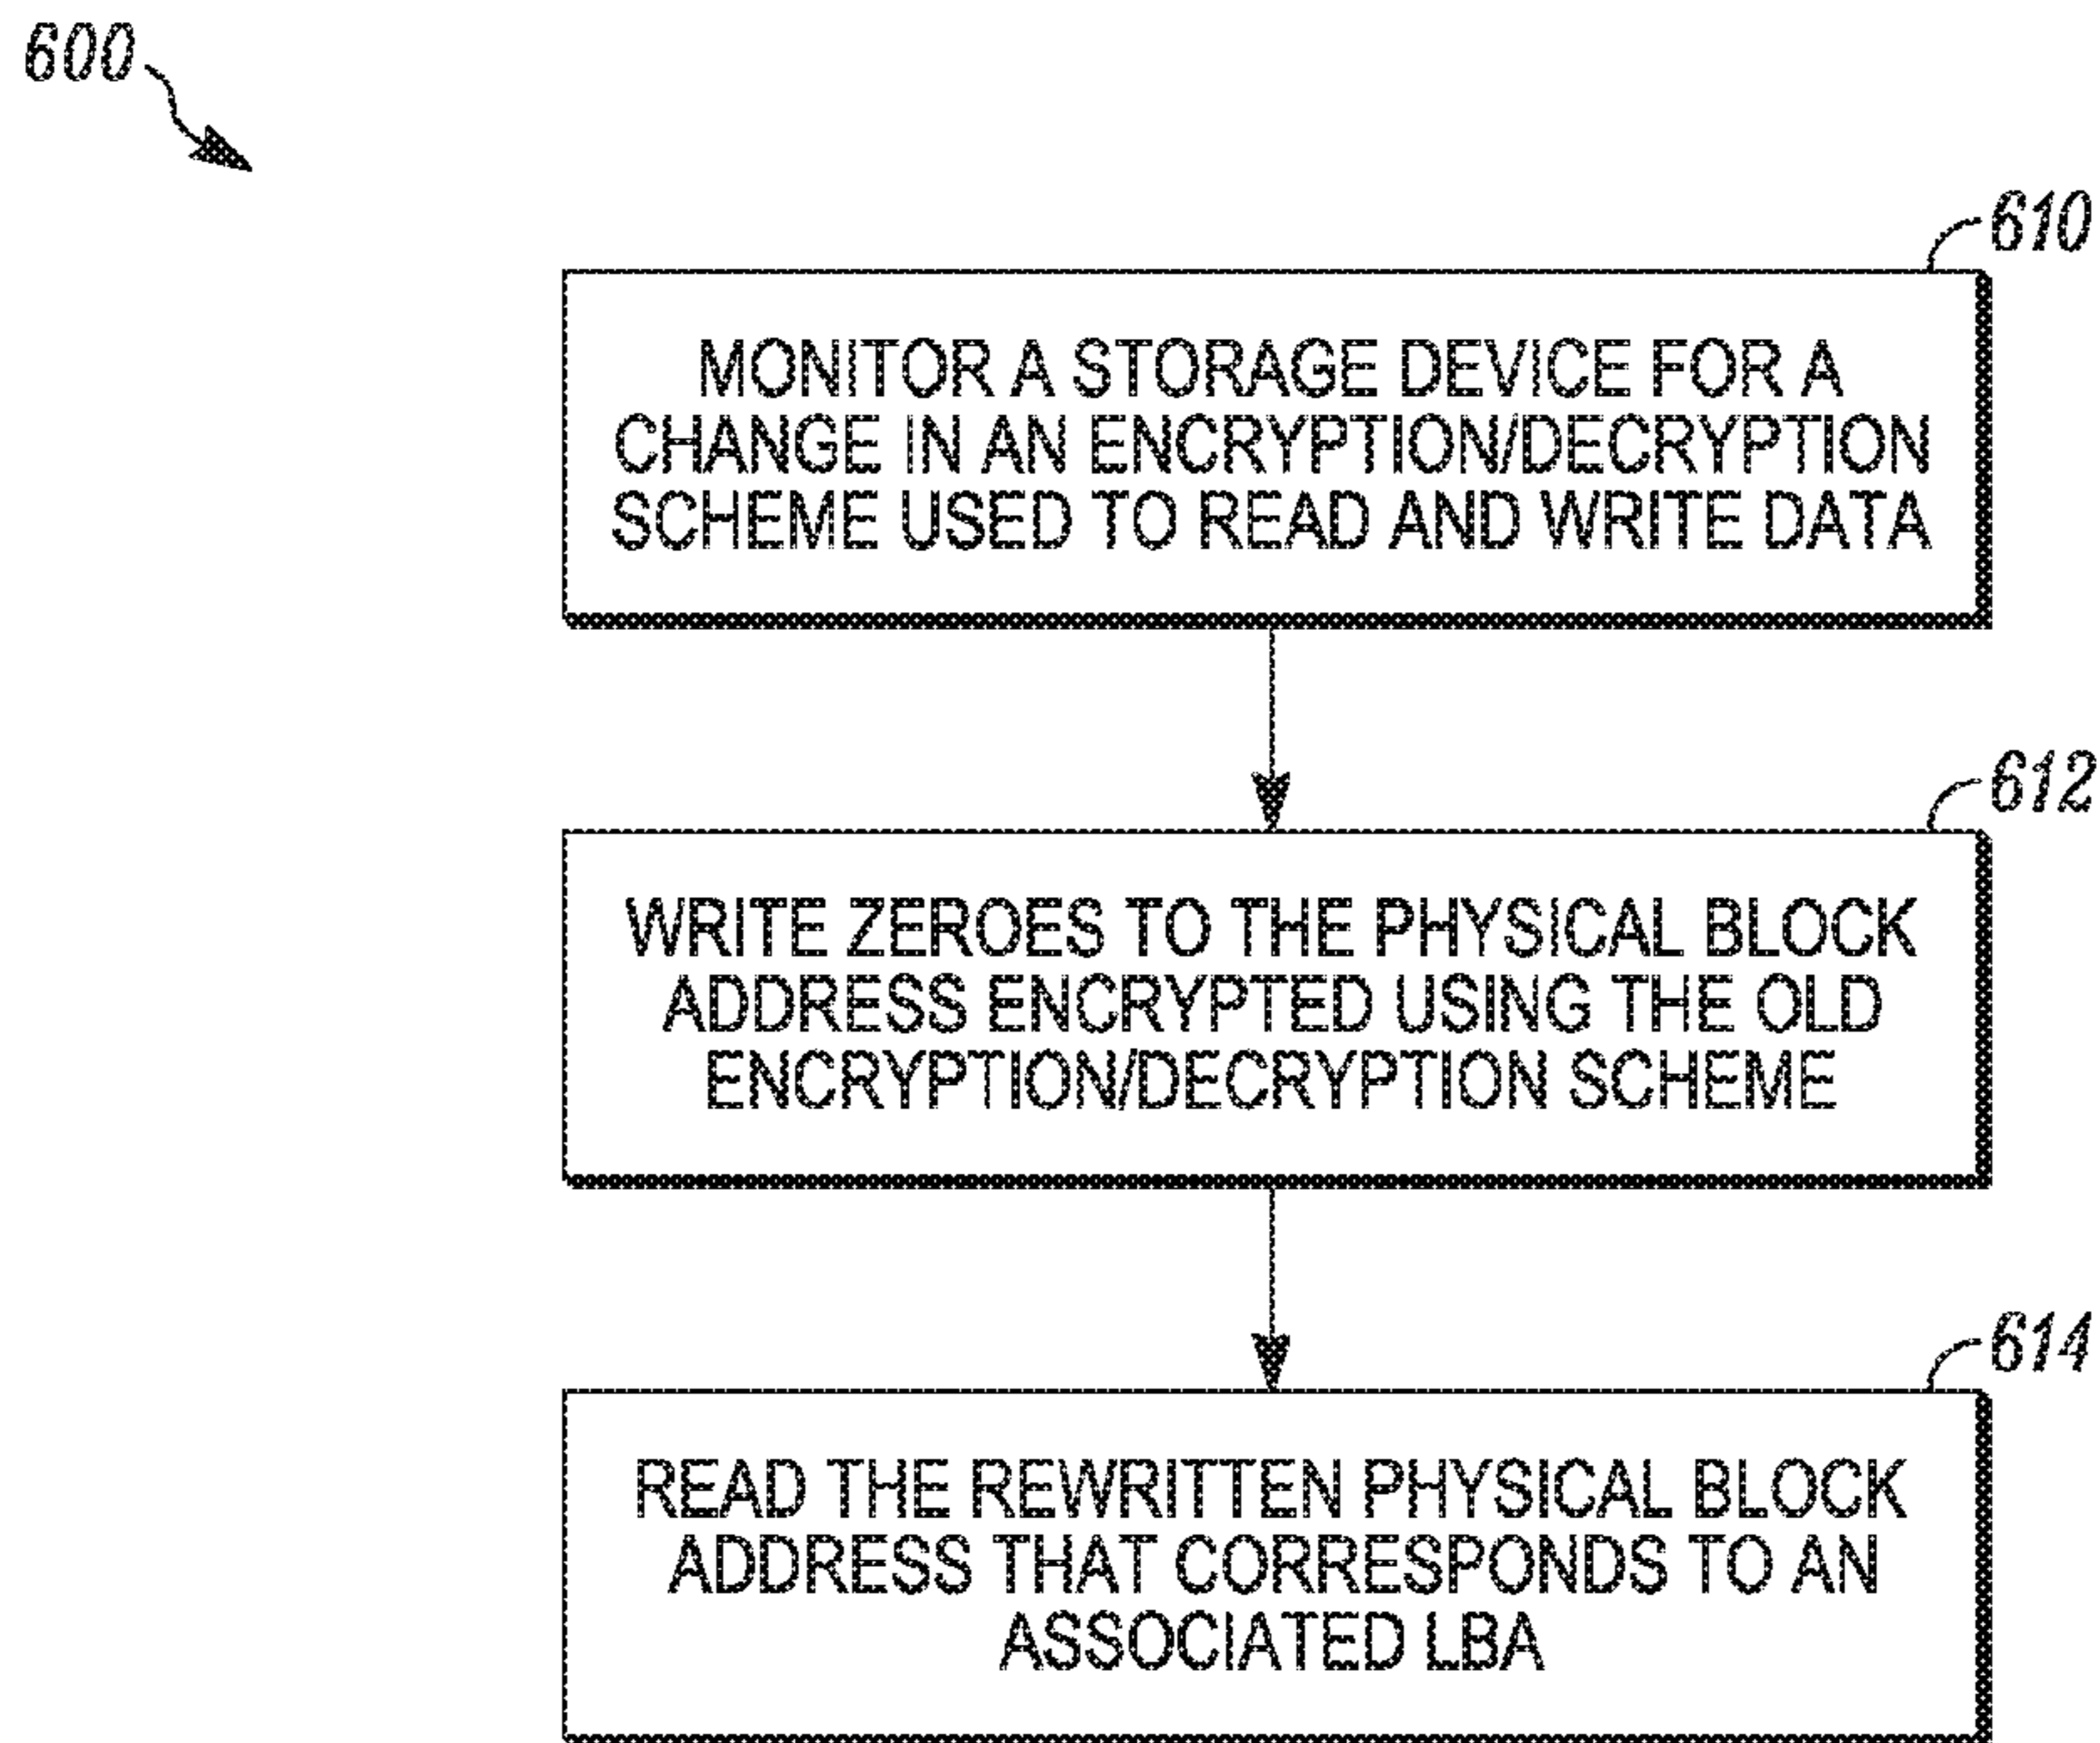 600
610
MONITOR A STORAGE DEVICE FOR A
CHANGE IN AN ENCRYPTION/DECRYPTION
SCHEME USED TO READ AND WRITE DATA
612
WRITE ZEROES TO THE PHYSICAL BLOCK
ADDRESS ENCRYPTED USING THE OLD
ENCRYPTION/DECRYPTION SCHEME
614
READ THE REWRITTEN PHYSICAL BLOCK
ADDRESS THAT CORRESPONDS TO AN
ASSOCIATED LBA